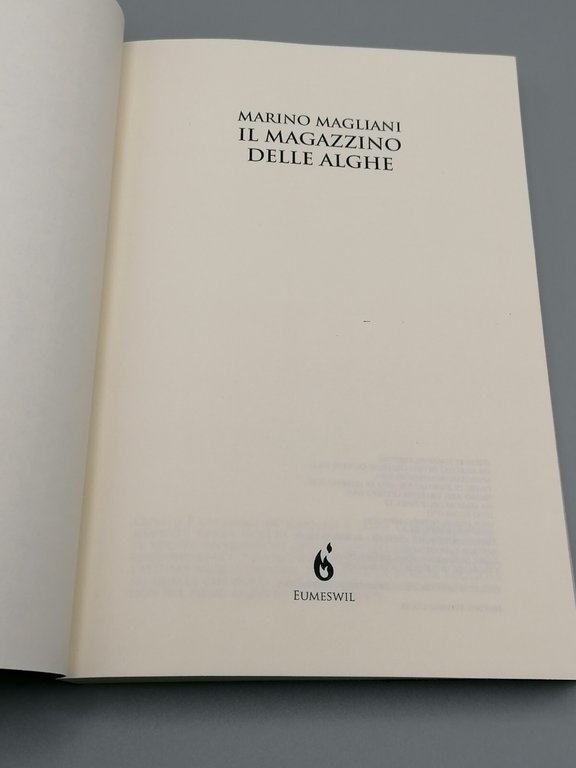 MARINO MAGLIANI
IL MAGAZZINO
DELLE ALGHE
EUMESWIL